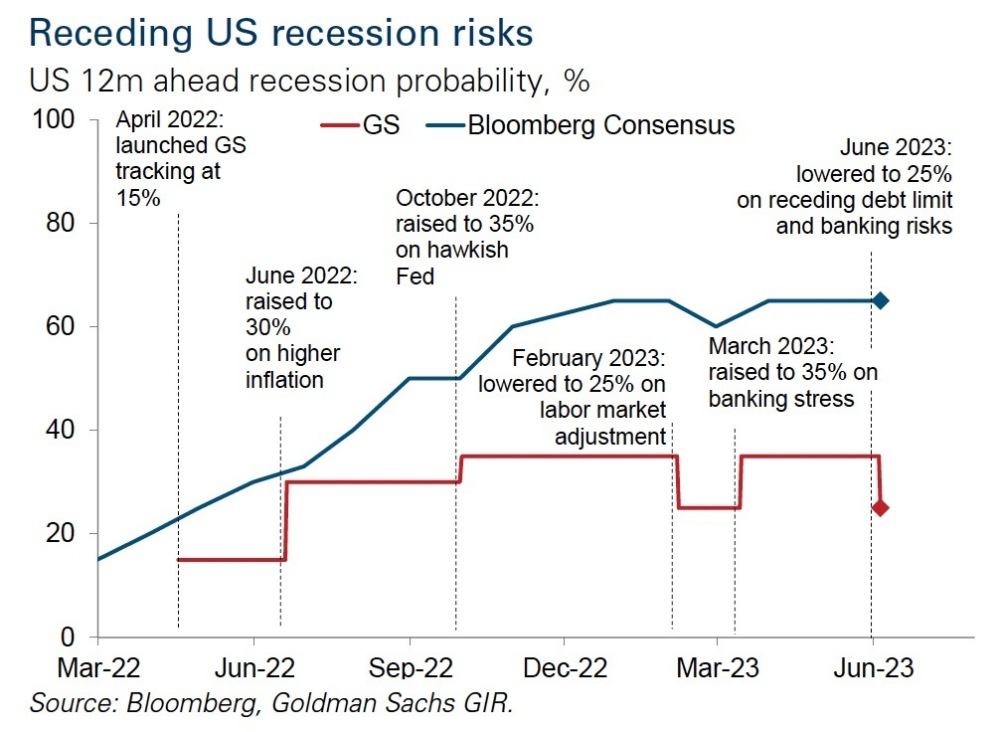 Receding US recession risks
US 12m ahead recession probability, %
GS
Bloomberg Consensus
100
80
60
40
20
0
April 2022:
launched GS
tracking at
15%
June 2022:
raised to
30%
on higher
inflation
October 2022:
raised to 35%
on hawkish
Fed
February 2023:
lowered to 25% on
labor market
adjustment
March 2023:
raised to 35% on
banking stress
June 2023:
lowered to 25%
on receding debt limit
and banking risks
Mar-22
Jun-22
Sep-22
Dec-22
Mar-23
Jun-23
Source: Bloomberg, Goldman Sachs GIR.